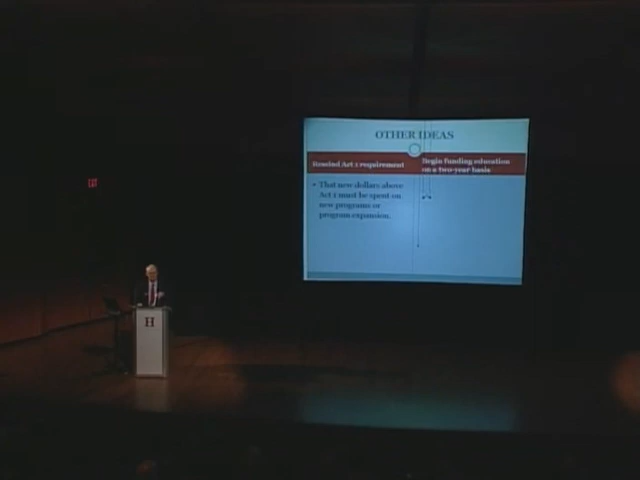 OTHER IDEAS
Rescind Act 1 requirement
Begin funding education
on a two-year basis
• That new dollars above
Act 1 must be spent on
new programs or
program expansion.
H